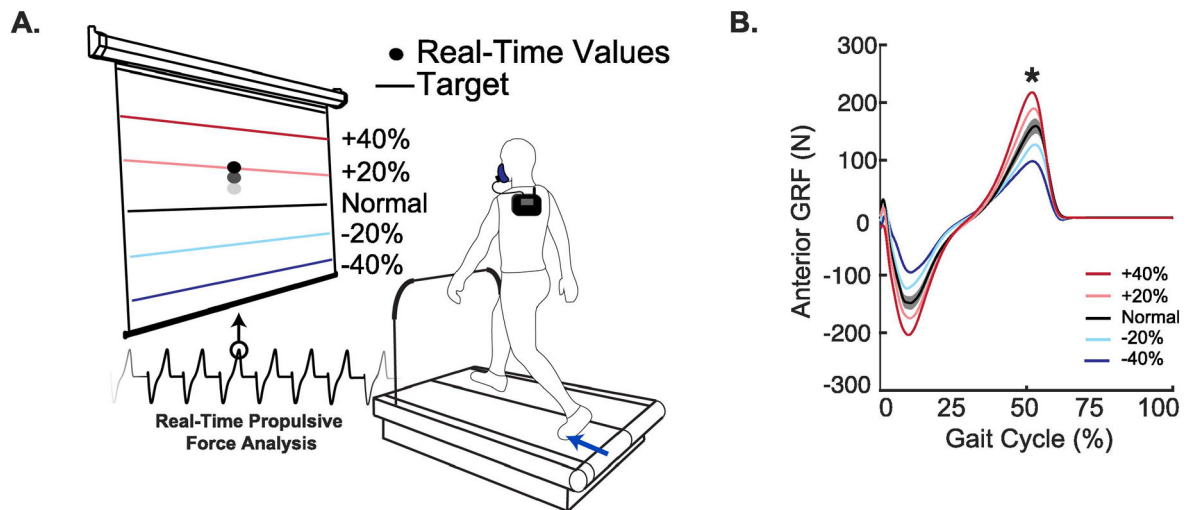 A.
Real-Time Values
Target
+40%
+20%
Normal
-20%
-40%
Real-Time Propulsive
Force Analysis
B.
300
200
100
0
-100
-200
-300
Anterior GRF (N)
*
+40%
+20%
Normal
-20%
-40%
0 25 50 75 100
Gait Cycle (%)